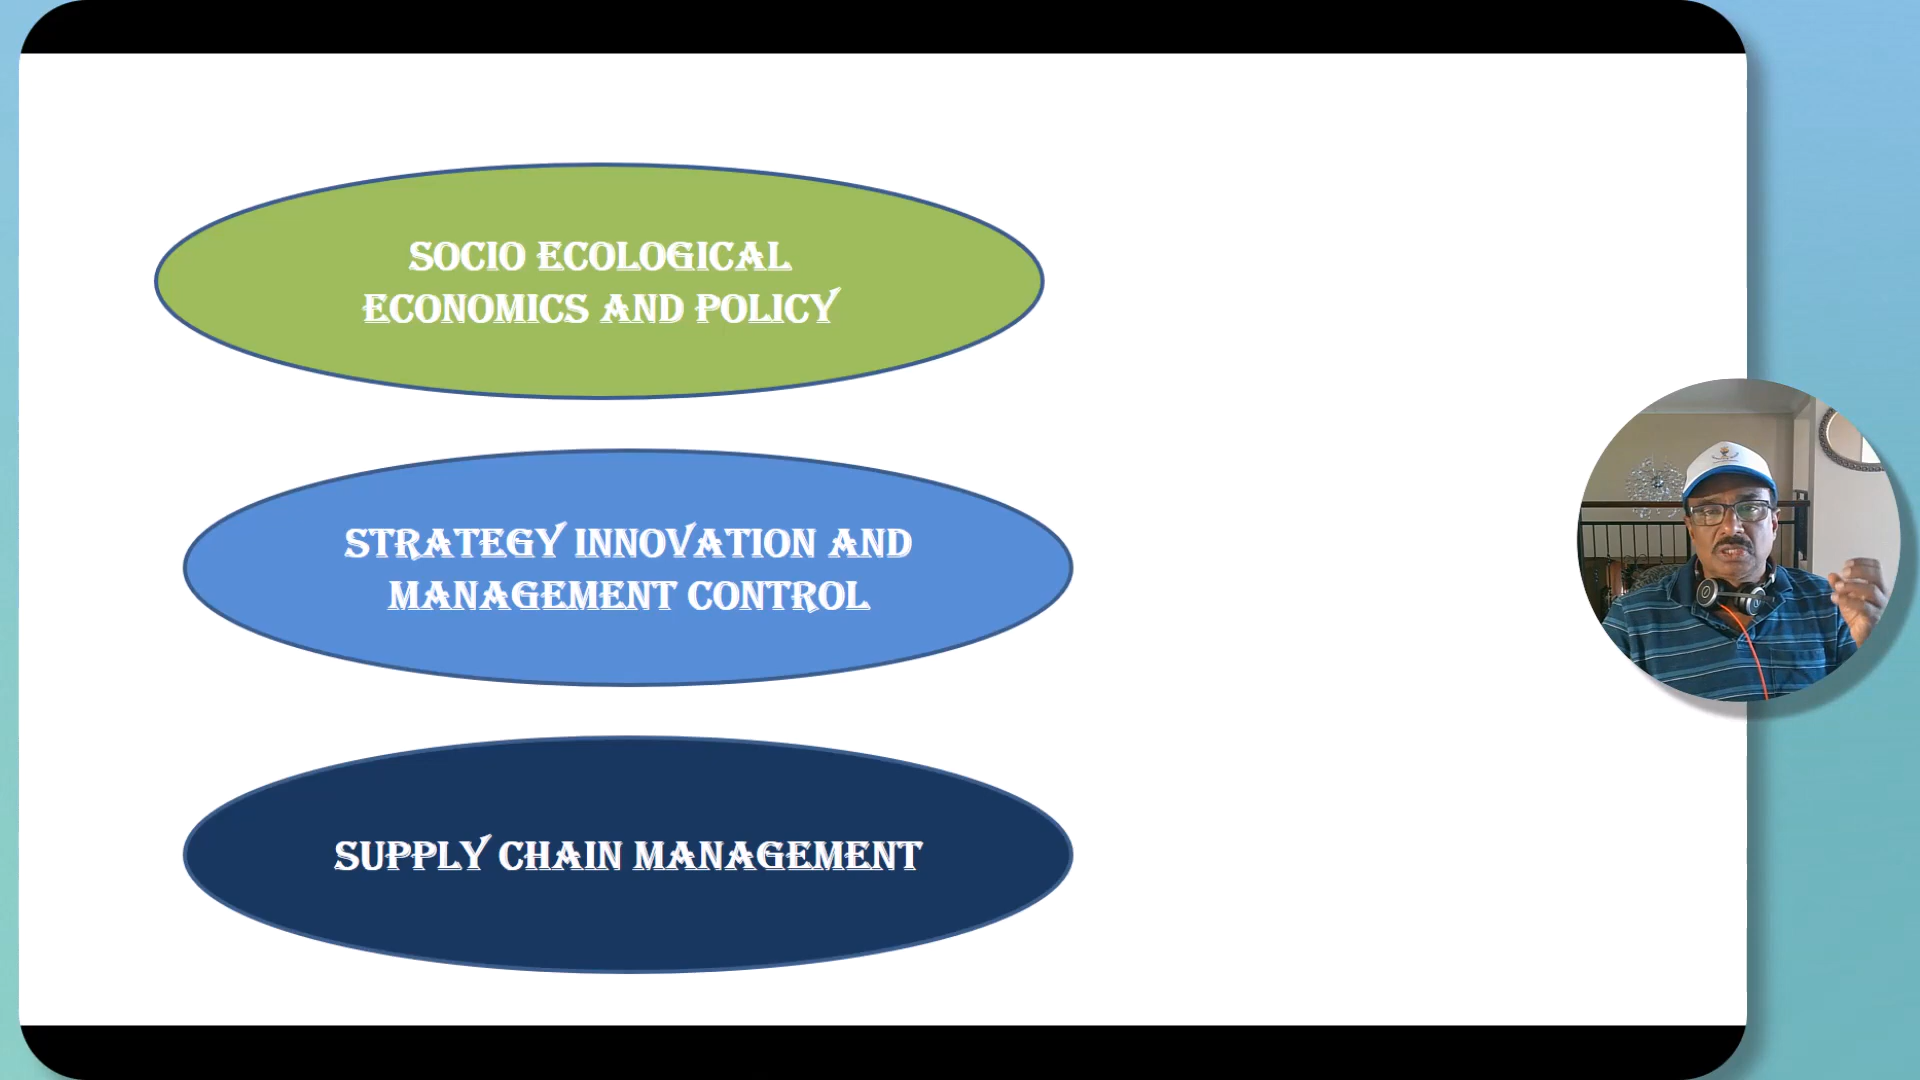 SOCIO ECOLOGICAL
ECONOMICS AND POLICY
STRATEGY INNOVATION AND
MANAGEMENT CONTROL
SUPPLY CHAIN MANAGEMENT